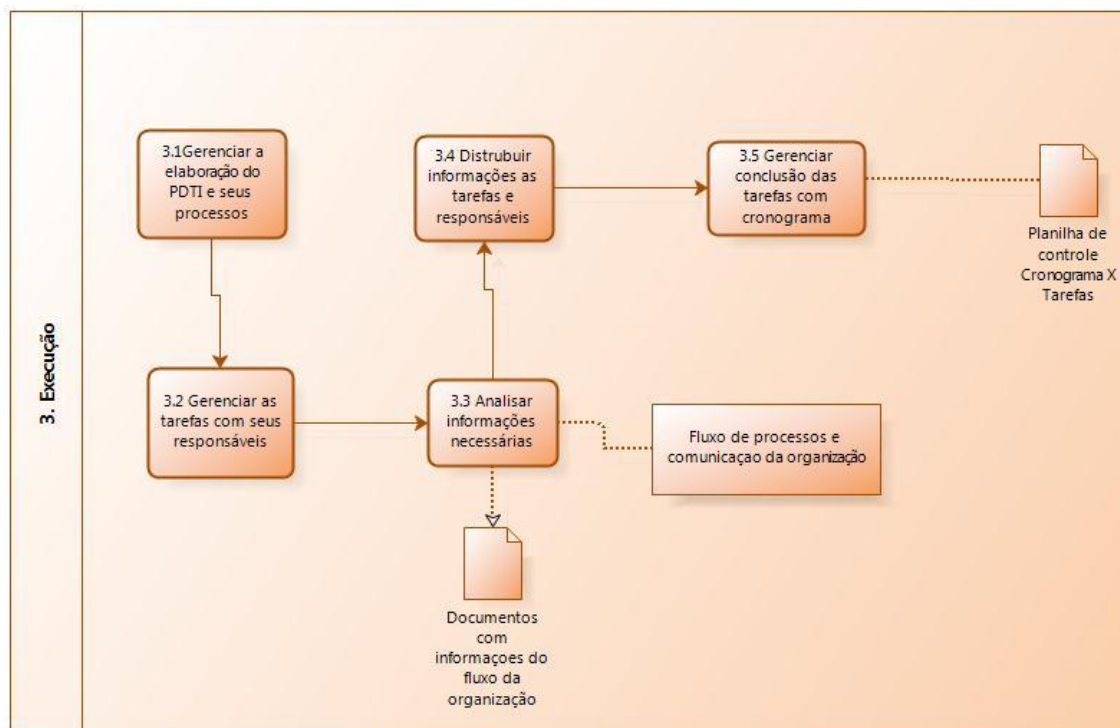 3. Execução
3.1Gerenciar a
elaboração do
PDTI e seus
processos
3.2 Gerenciar as
tarefas com seus
responsáveis
3.3 Analisar
informações
necessárias
3.4 Distrubuir
informações as
tarefas e
responsáveis
3.5 Gerenciar
conclusão das
tarefas com
cronograma
Planilha de
controle
Cronograma X
Tarefas
Fluxo de processos e
comunicaçao da organização
Documentos
com
informaçoes do
fluxo da
organização